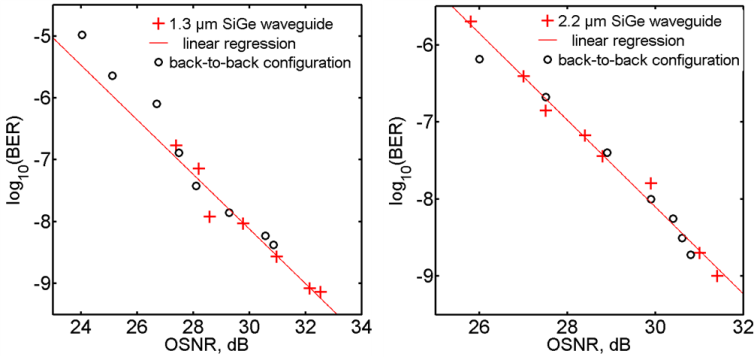 1.3 μm SiGe waveguide
linear regression
back-to-back configuration
-5
-6
-7
-8
-9
log10(BER)
24 26 28 30 32 34
OSNR, dB
2.2 μm SiGe waveguide
linear regression
back-to-back configuration
-6
-7
-8
-9
log10(BER)
26 28 30 32
OSNR, dB